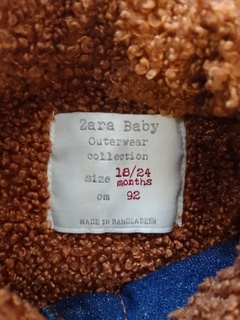 Zara Baby
Outerwear
collection
size 18/24
months
cm 92
MADE IN BANGLADESH